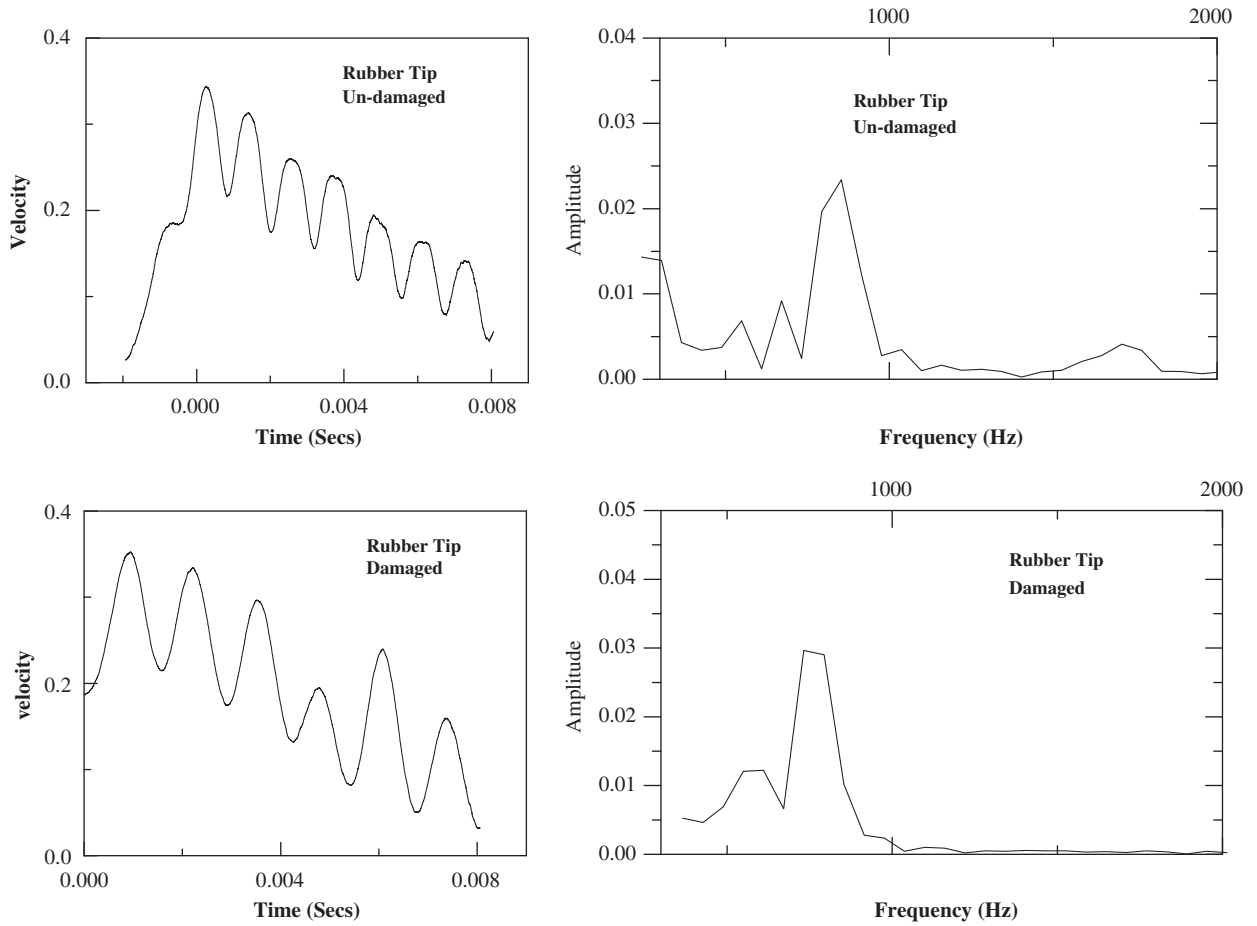 0.4
Rubber Tip
Un-damaged
Velocity
0.2
0.0
0.000
0.004
0.008
Time (Secs)
1000
2000
0.04
Rubber Tip
Un-damaged
0.03
Amplitude
0.02
0.01
0.00
Frequency (Hz)
0.4
Rubber Tip
Damaged
velocity
0.2
0.0
0.000
0.004
0.008
Time (Secs)
1000
2000
0.05
Rubber Tip
Damaged
0.04
0.03
Amplitude
0.02
0.01
0.00
Frequency (Hz)